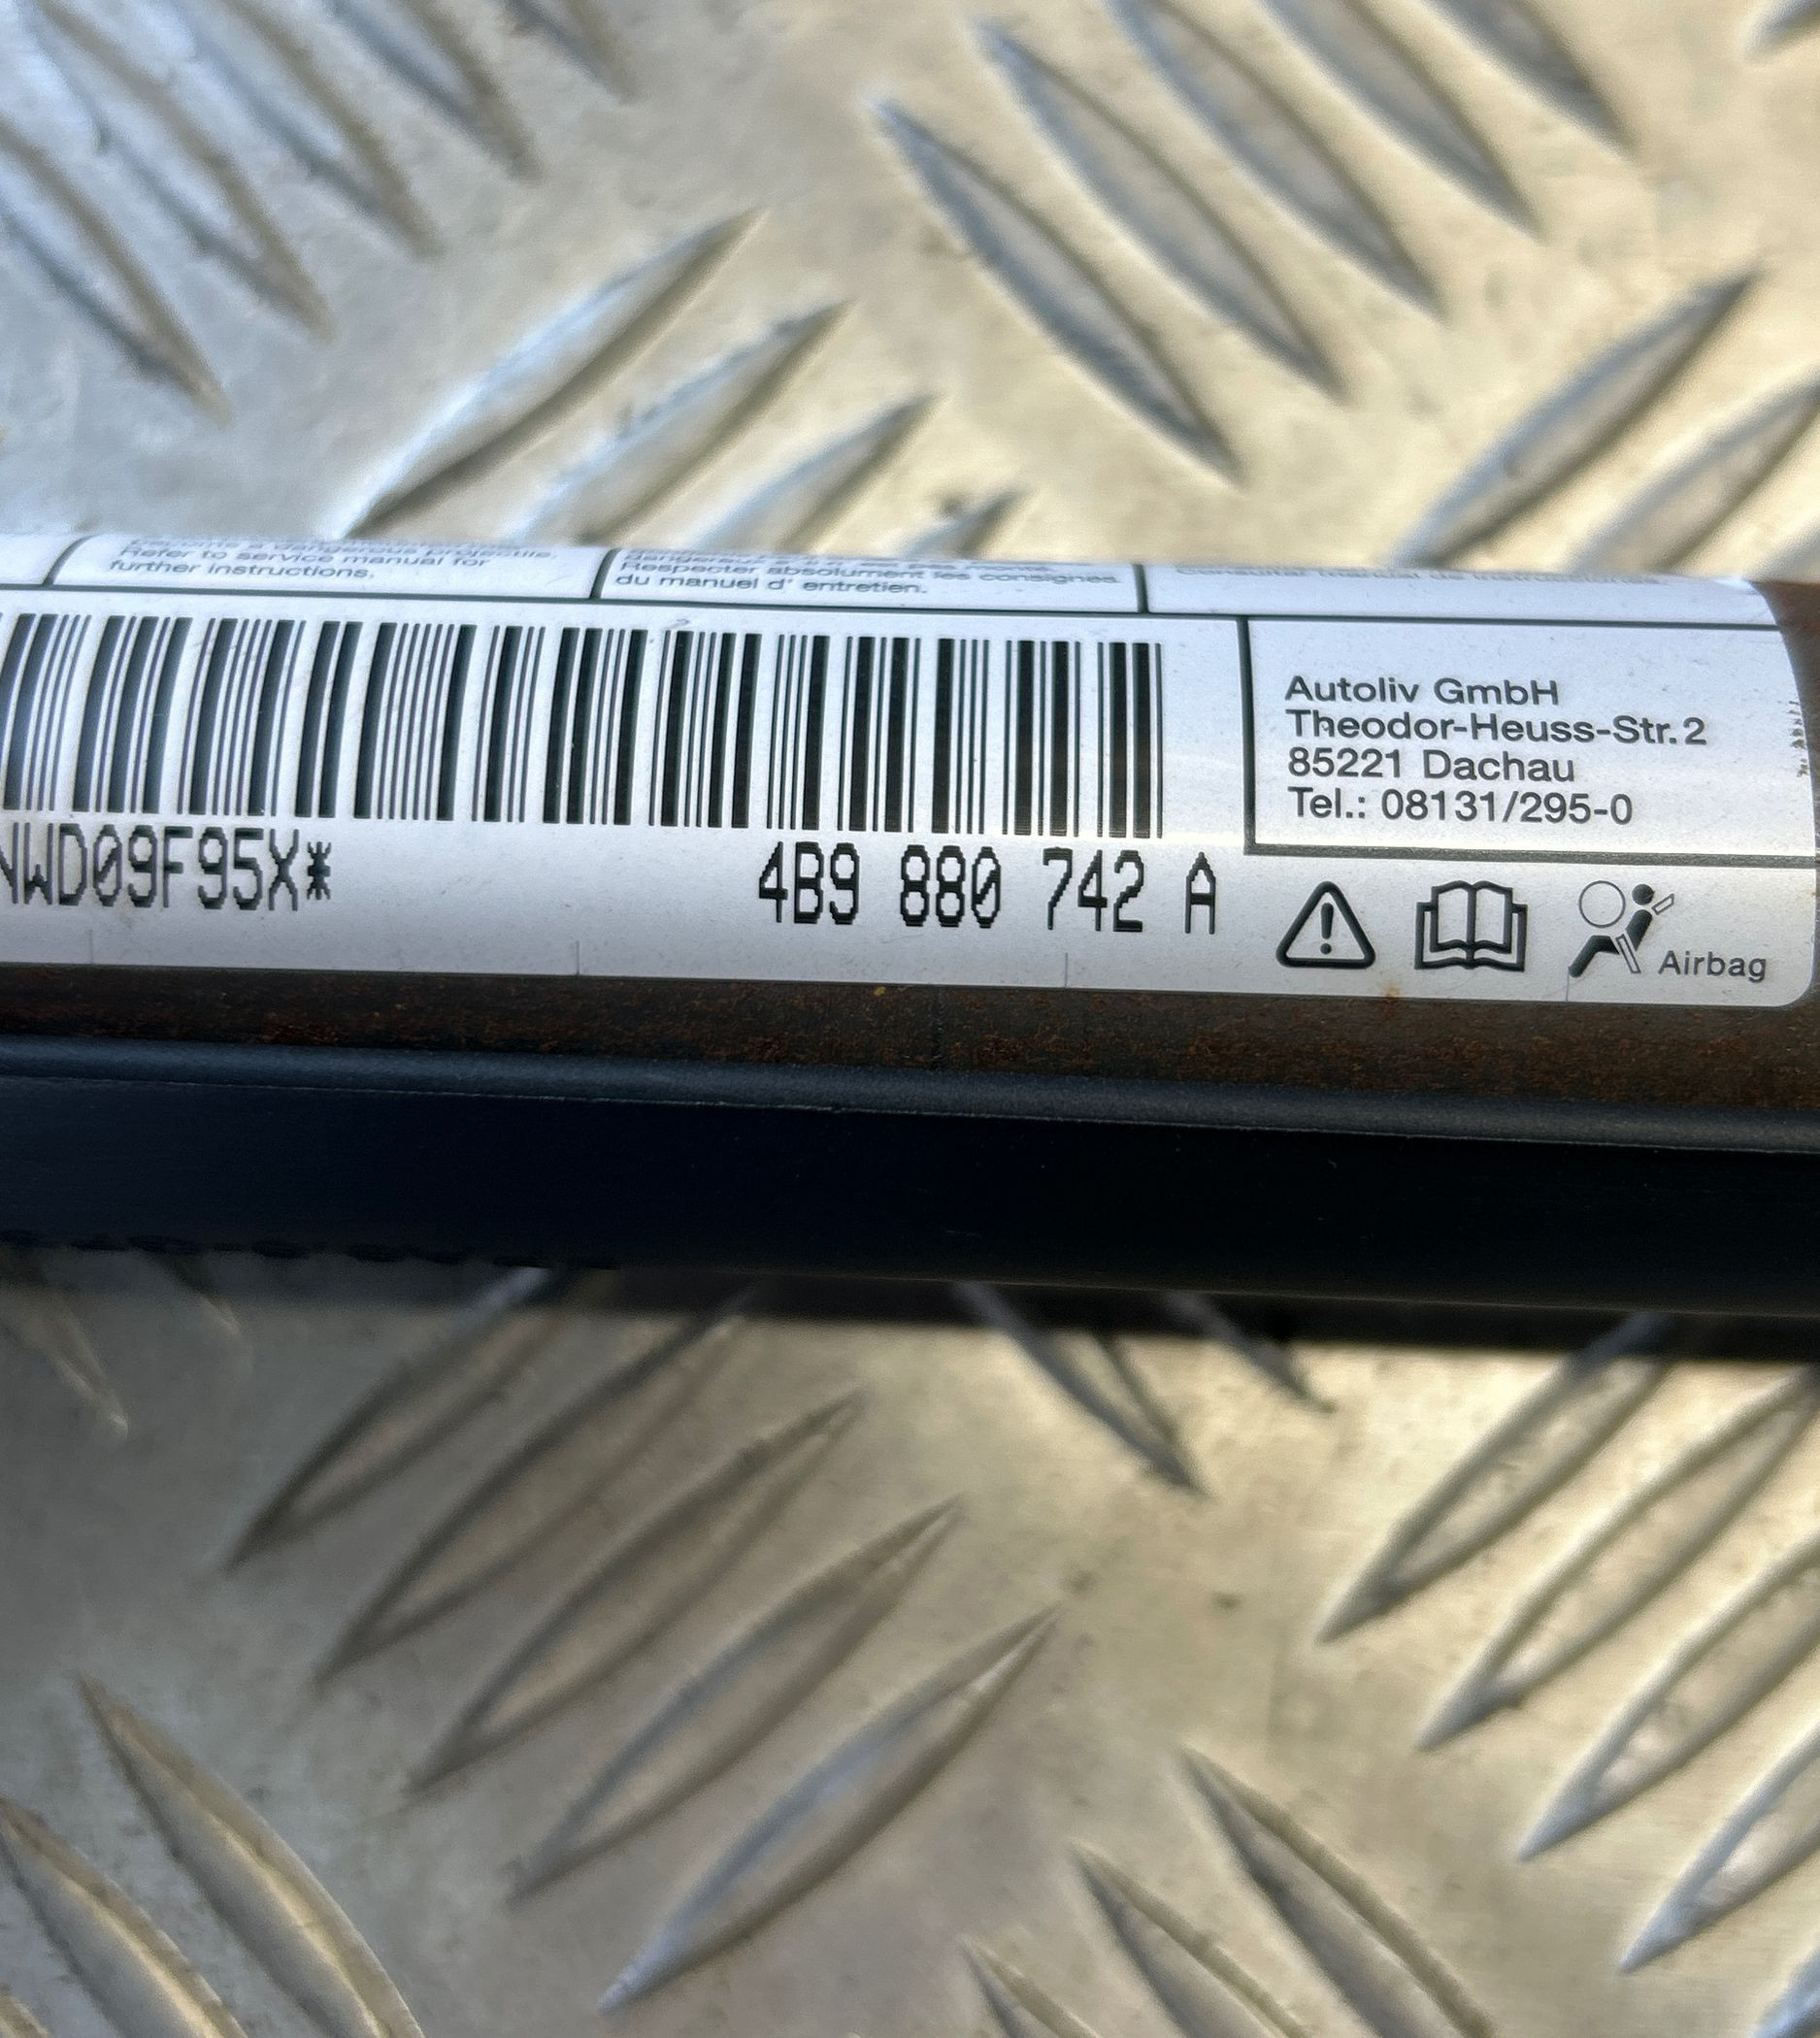 Refer to service manual for
further instructions.
Respecter absolument les consignes
du manuel d' entretien.
NWD09F95X*
4B9 880 742 A
Autoliv GmbH
Theodor-Heuss-Str. 2
85221 Dachau
Tel.: 08131/295-0
Airbag